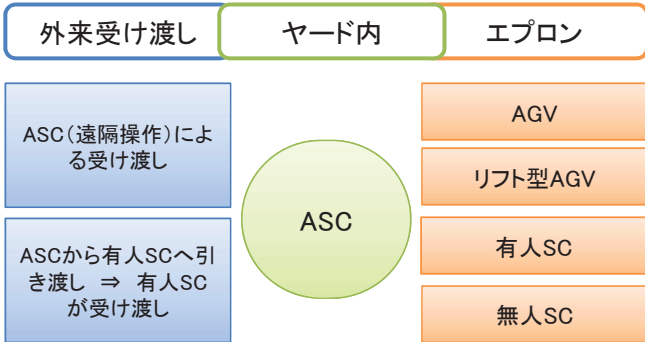 外来受け渡し
ヤード内
エプロン
ASC(遠隔操作)によ
る受け渡し
ASCから有人SCへ引
き渡し ⇒ 有人SC
が受け渡し
ASC
AGV
リフト型AGV
有人SC
無人SC